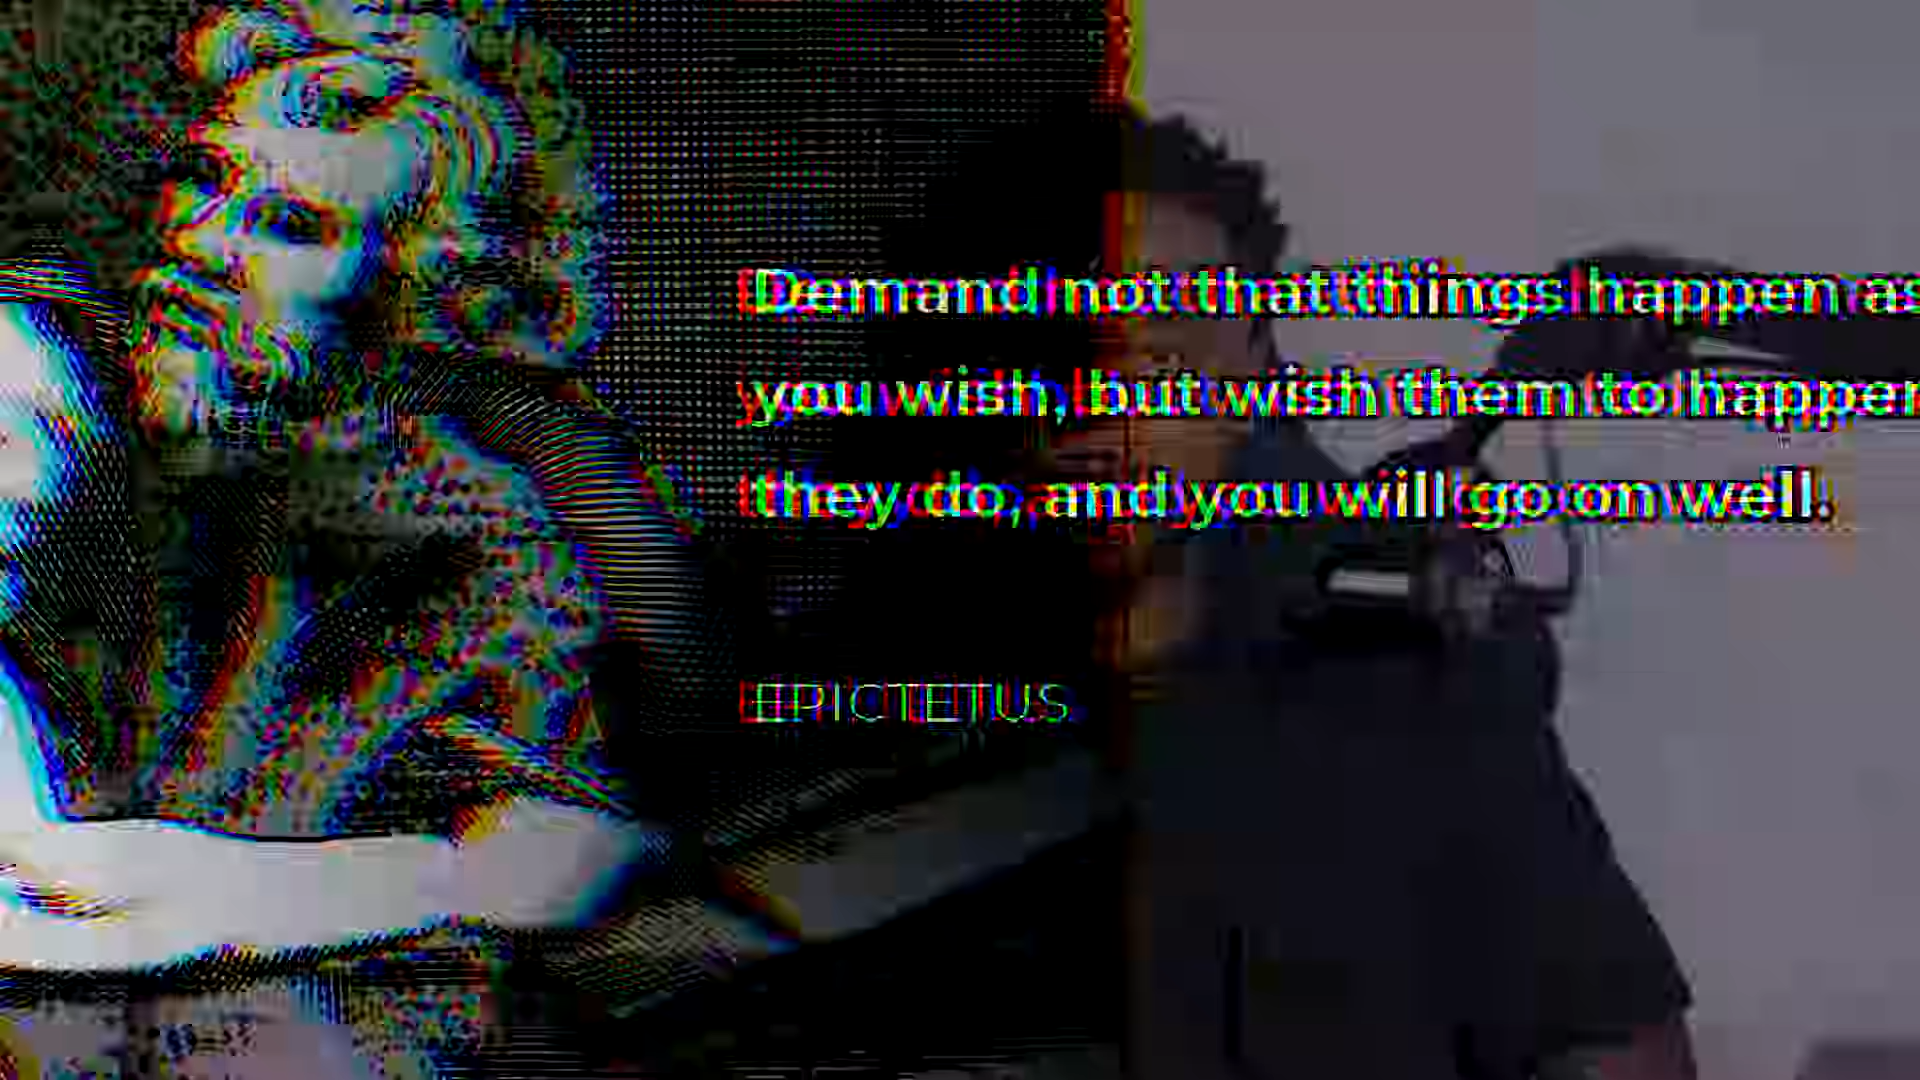 Demand not that things happen as
you wish, but wish them to happen
they do, and you will go on well.
EPICTETUS